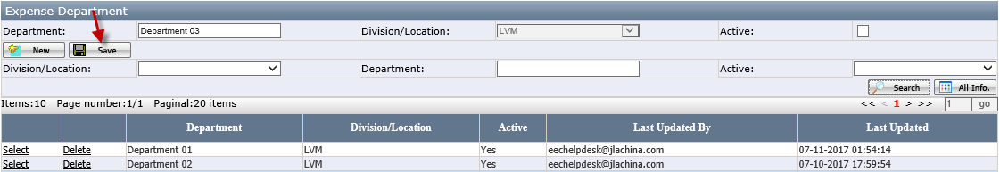 Expense Department
Department: Department 03 Division/Location: LVM Active:
New Save
Division/Location: Department: Active:
Search All Info.
Items:10 Page number:1/1 Paginal:20 items << < 1 > >> 1 go
Department Division/Location Active Last Updated By Last Updated
Select Delete Department 01 LVM Yes eechelpdesk@jlachina.com 07-11-2017 01:54:14
Select Delete Department 02 LVM Yes eechelpdesk@jlachina.com 07-10-2017 17:59:54